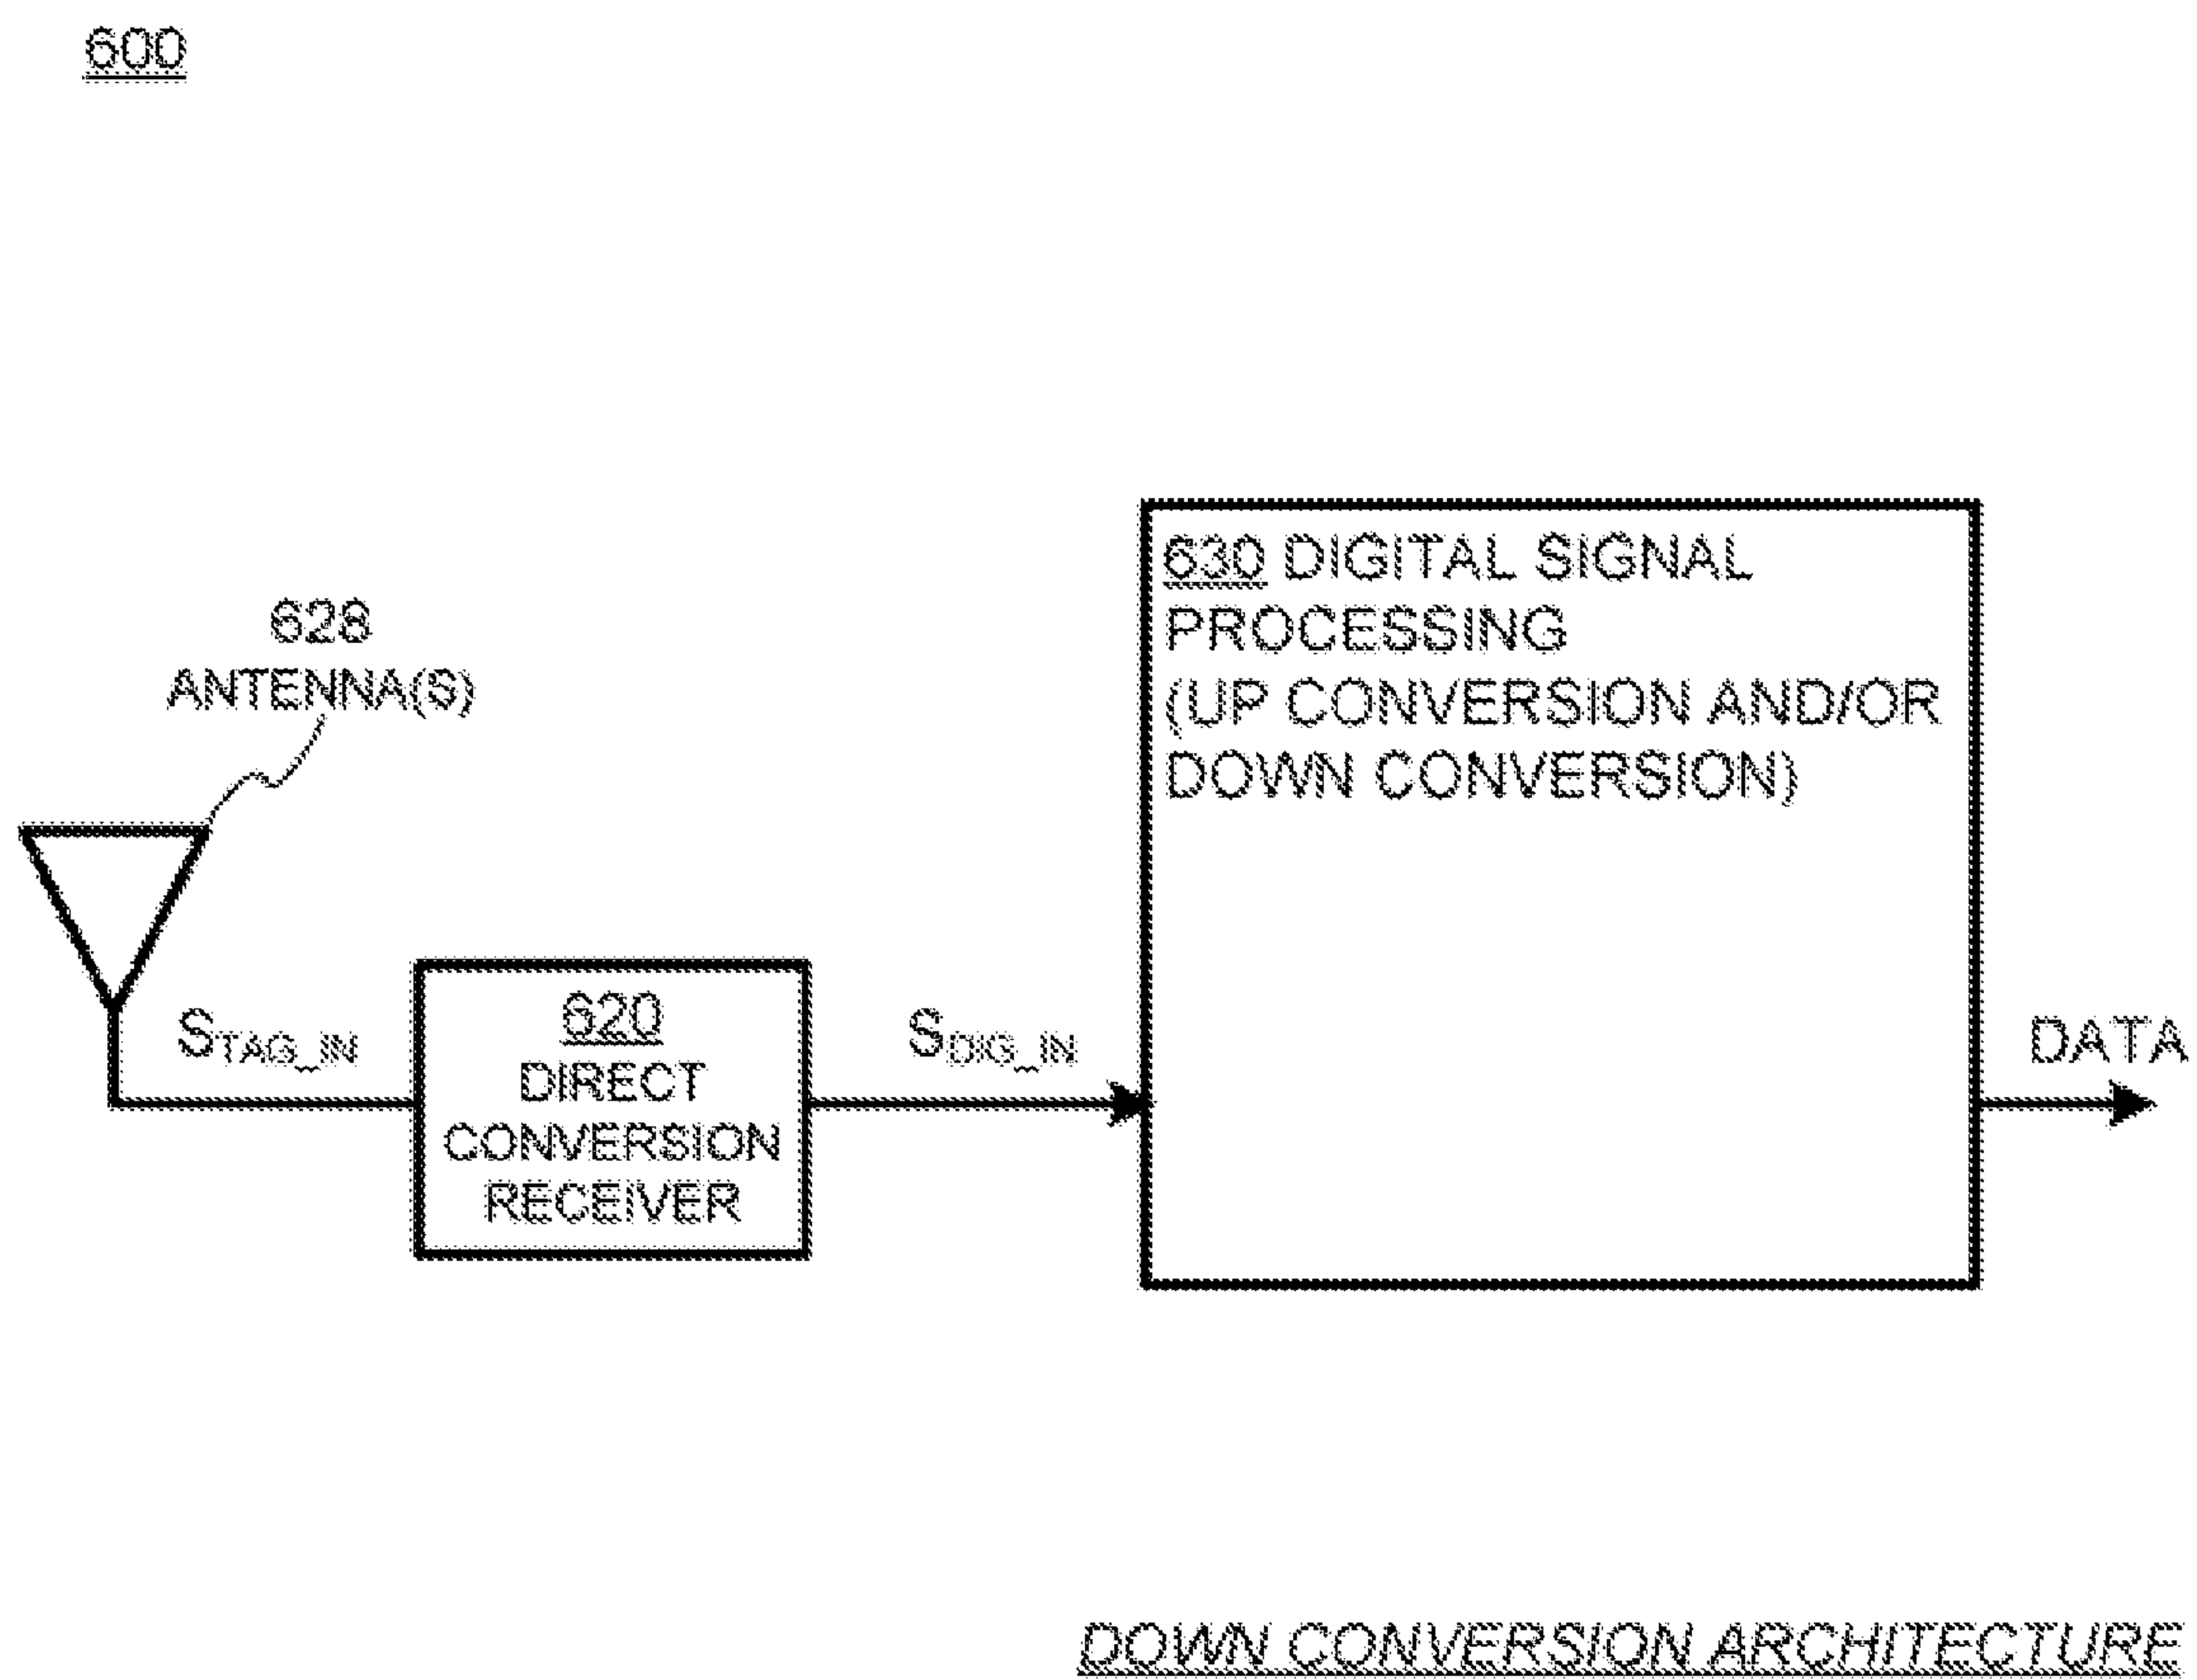 600
628
ANTENNA(S)
630 DIGITAL SIGNAL
PROCESSING
(UP CONVERSION AND/OR
DOWN CONVERSION)
STAG_IN
620
DIRECT
CONVERSION
RECEIVER
SDIG_IN
DATA
DOWN CONVERSION ARCHITECTURE